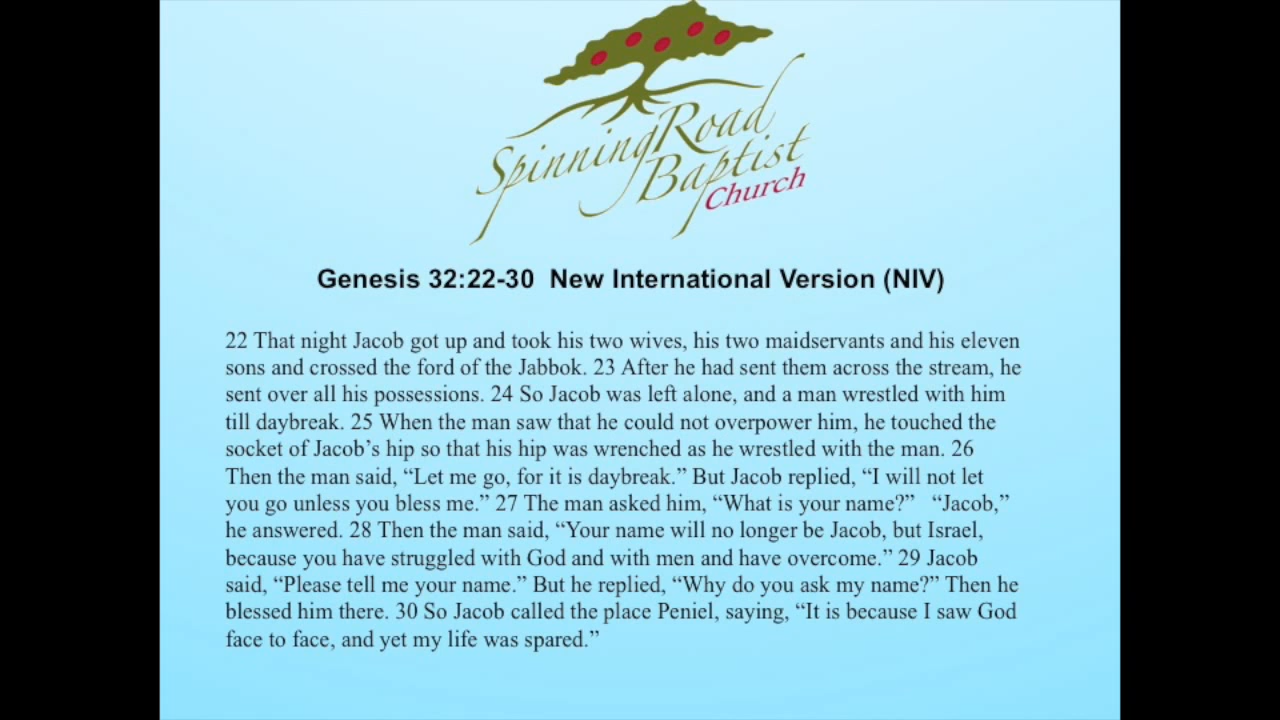 Spinning Road
Baptist
Church
Genesis 32:22-30  New International Version (NIV)
22 That night Jacob got up and took his two wives, his two maidservants and his eleven
sons and crossed the ford of the Jabbok. 23 After he had sent them across the stream, he
sent over all his possessions. 24 So Jacob was left alone, and a man wrestled with him
till daybreak. 25 When the man saw that he could not overpower him, he touched the
socket of Jacob’s hip so that his hip was wrenched as he wrestled with the man. 26
Then the man said, “Let me go, for it is daybreak.” But Jacob replied, “I will not let
you go unless you bless me.” 27 The man asked him, “What is your name?”   “Jacob,”
he answered. 28 Then the man said, “Your name will no longer be Jacob, but Israel,
because you have struggled with God and with men and have overcome.” 29 Jacob
said, “Please tell me your name.” But he replied, “Why do you ask my name?” Then he
blessed him there. 30 So Jacob called the place Peniel, saying, “It is because I saw God
face to face, and yet my life was spared.”